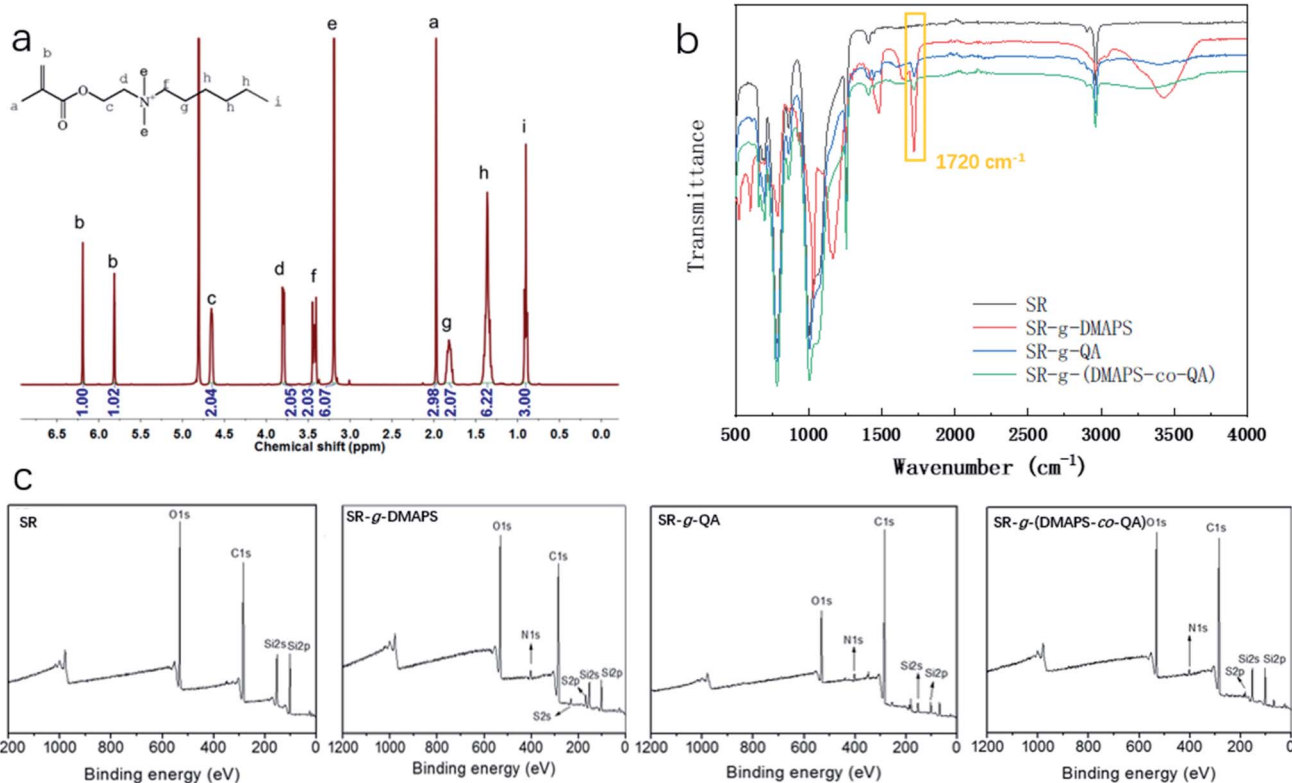 a
b
b
a
O
O
c
d
e
N⁺
e
f
g
h
h
h
i
b
b
c
d
f
e
a
g
h
i
1.00
1.02
2.04
2.05
2.03
6.07
2.98
2.07
6.22
3.00
6.5 6.0 5.5 5.0 4.5 4.0 3.5 3.0 2.5 2.0 1.5 1.0 0.5 0.0
Chemical shift (ppm)
b
Transmittance
1720 cm⁻¹
SR
SR-g-DMAPS
SR-g-QA
SR-g-(DMAPS-co-QA)
500 1000 1500 2000 2500 3000 3500 4000
Wavenumber (cm⁻¹)
c
SR
O1s
C1s
Si2s
Si2p
1200 1000 800 600 400 200 0
Binding energy (eV)
SR-g-DMAPS
O1s
C1s
N1s
S2p
Si2s
Si2p
S2s
1200 1000 800 600 400 200 0
Binding energy (eV)
SR-g-QA
C1s
O1s
N1s
Si2s
Si2p
1200 1000 800 600 400 200 0
Binding energy (eV)
SR-g-(DMAPS-co-QA)
O1s
C1s
N1s
S2p
Si2s
Si2p
1200 1000 800 600 400 200 0
Binding energy (eV)